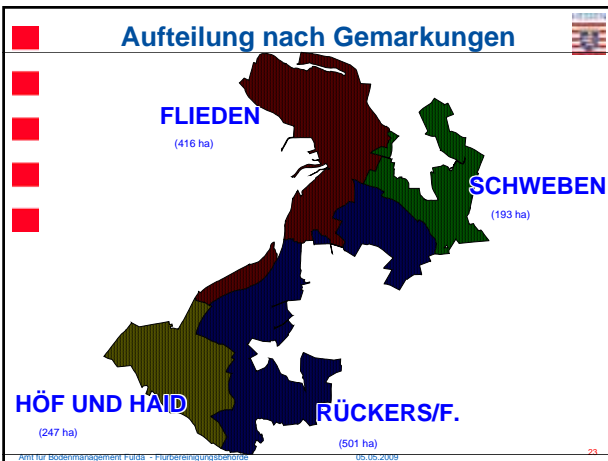 Aufteilung nach Gemarkungen
FLIEDEN
(416 ha)
SCHWEBEN
(193 ha)
HÖF UND HAID
(247 ha)
RÜCKERS/F.
(501 ha)
Amt für Bodenmanagement Fulda - Flurbereinigungsbehörde 05.05.2009 23